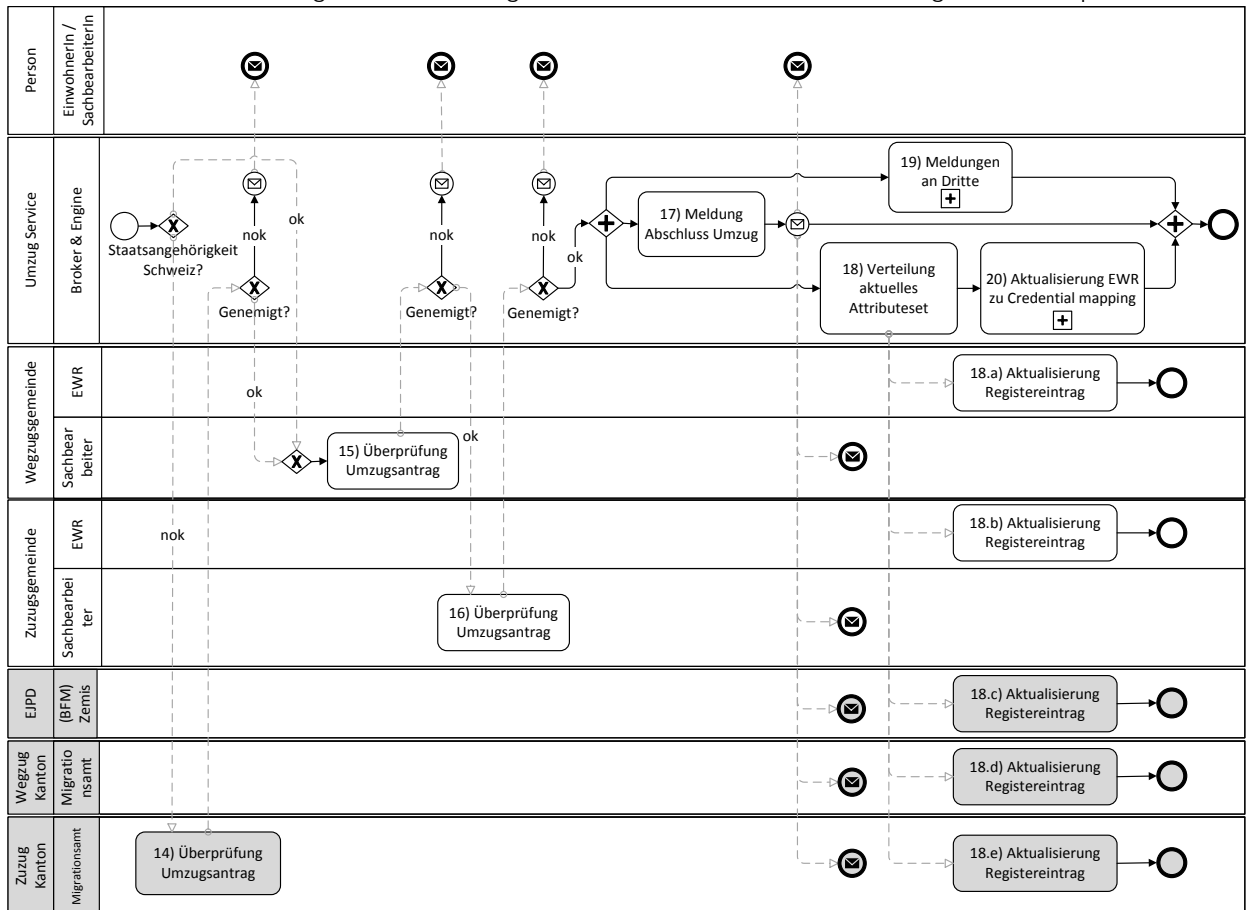 Person
EinwohnerIn /
SachbearbeiterIn
Umzug Service
Broker & Engine
Staatsangehörigkeit
Schweiz?
ok
nok
Genemigt?
nok
Genemigt?
nok
Genemigt?
ok
17) Meldung
Abschluss Umzug
19) Meldungen
an Dritte
18) Verteilung
aktuelles
Attributeset
20) Aktualisierung EWR
zu Credential mapping
Wegzugsgemeinde
EWR
ok
18.a) Aktualisierung
Registereintrag
Sachbear
beiter
15) Überprüfung
Umzugsantrag
ok
Zuzugsgemeinde
EWR
nok
18.b) Aktualisierung
Registereintrag
Sachbearbei
ter
16) Überprüfung
Umzugsantrag
EJPD
(BFM)
Zemis
18.c) Aktualisierung
Registereintrag
Wegzug
Kanton
Migratio
nsamt
18.d) Aktualisierung
Registereintrag
Zuzug
Kanton
Migrationsamt
14) Überprüfung
Umzugsantrag
18.e) Aktualisierung
Registereintrag